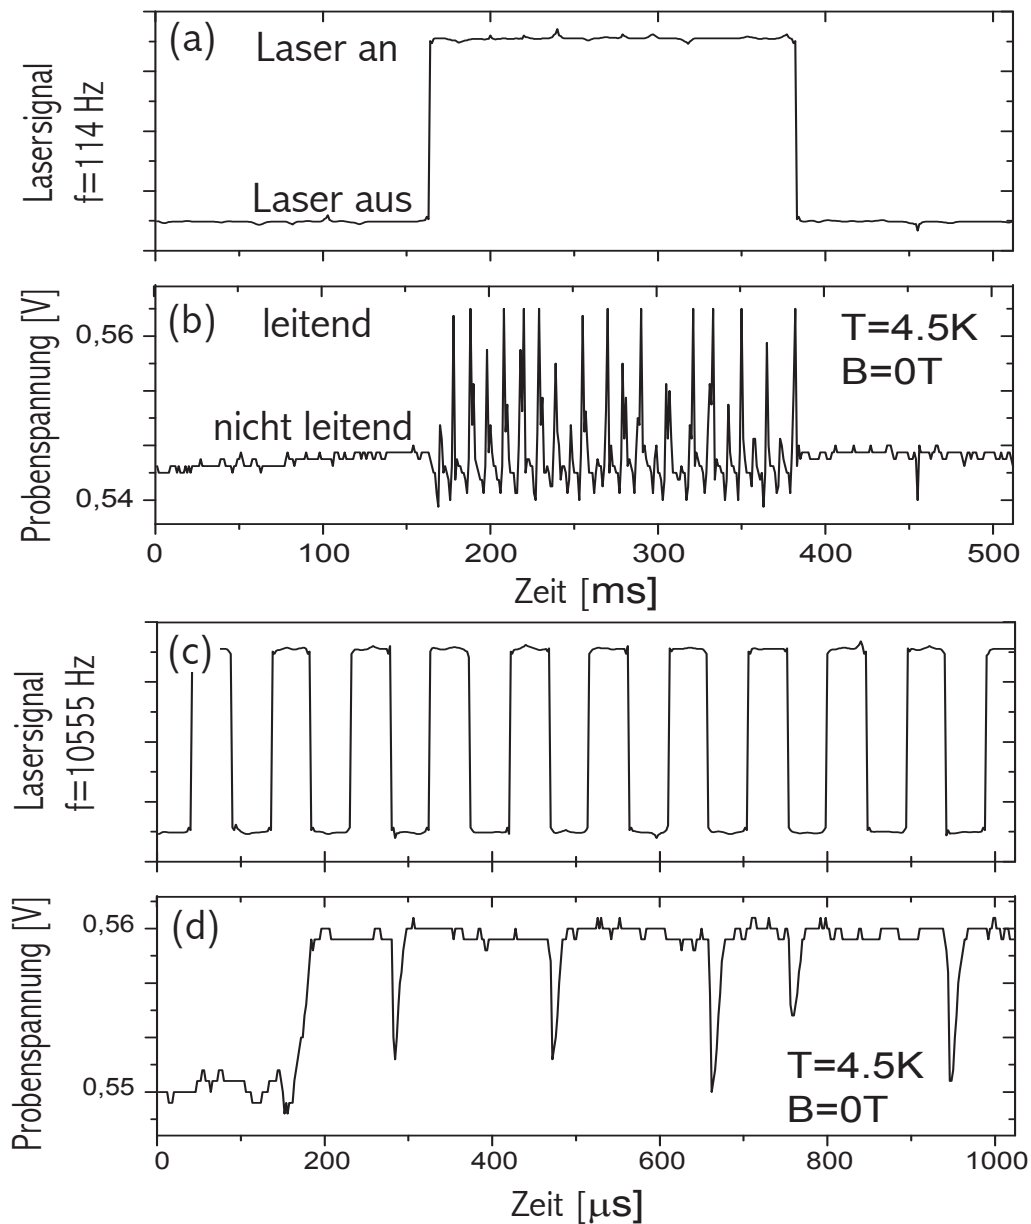 (a)
Laser an
Laser aus
Lasersignal
f=114 Hz
(b)
leitend
nicht leitend
T=4.5K
B=0T
Probenspannung [V]
0,56
0,54
0 100 200 300 400 500
Zeit [ms]
(c)
Lasersignal
f=10555 Hz
(d)
T=4.5K
B=0T
Probenspannung [V]
0,56
0,55
0 200 400 600 800 1000
Zeit [µs]